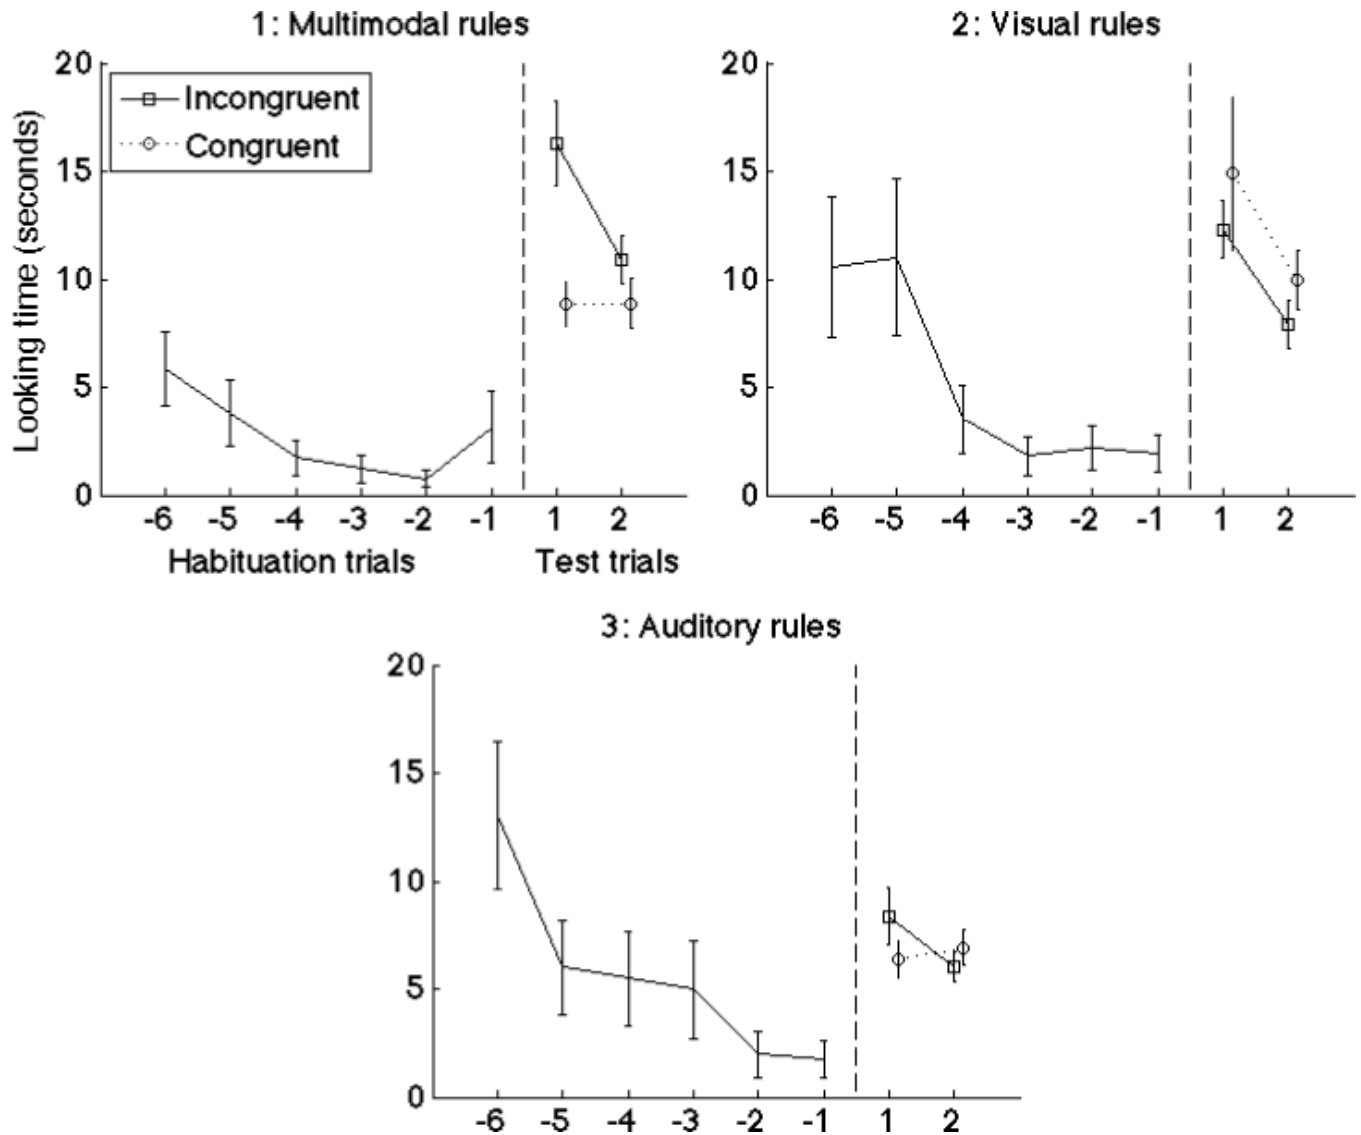 1: Multimodal rules
20
15
10
5
0
Looking time (seconds)
Incongruent
Congruent
-6 -5 -4 -3 -2 -1 1 2
Habituation trials Test trials
2: Visual rules
20
15
10
5
0
-6 -5 -4 -3 -2 -1 1 2
3: Auditory rules
20
15
10
5
0
-6 -5 -4 -3 -2 -1 1 2